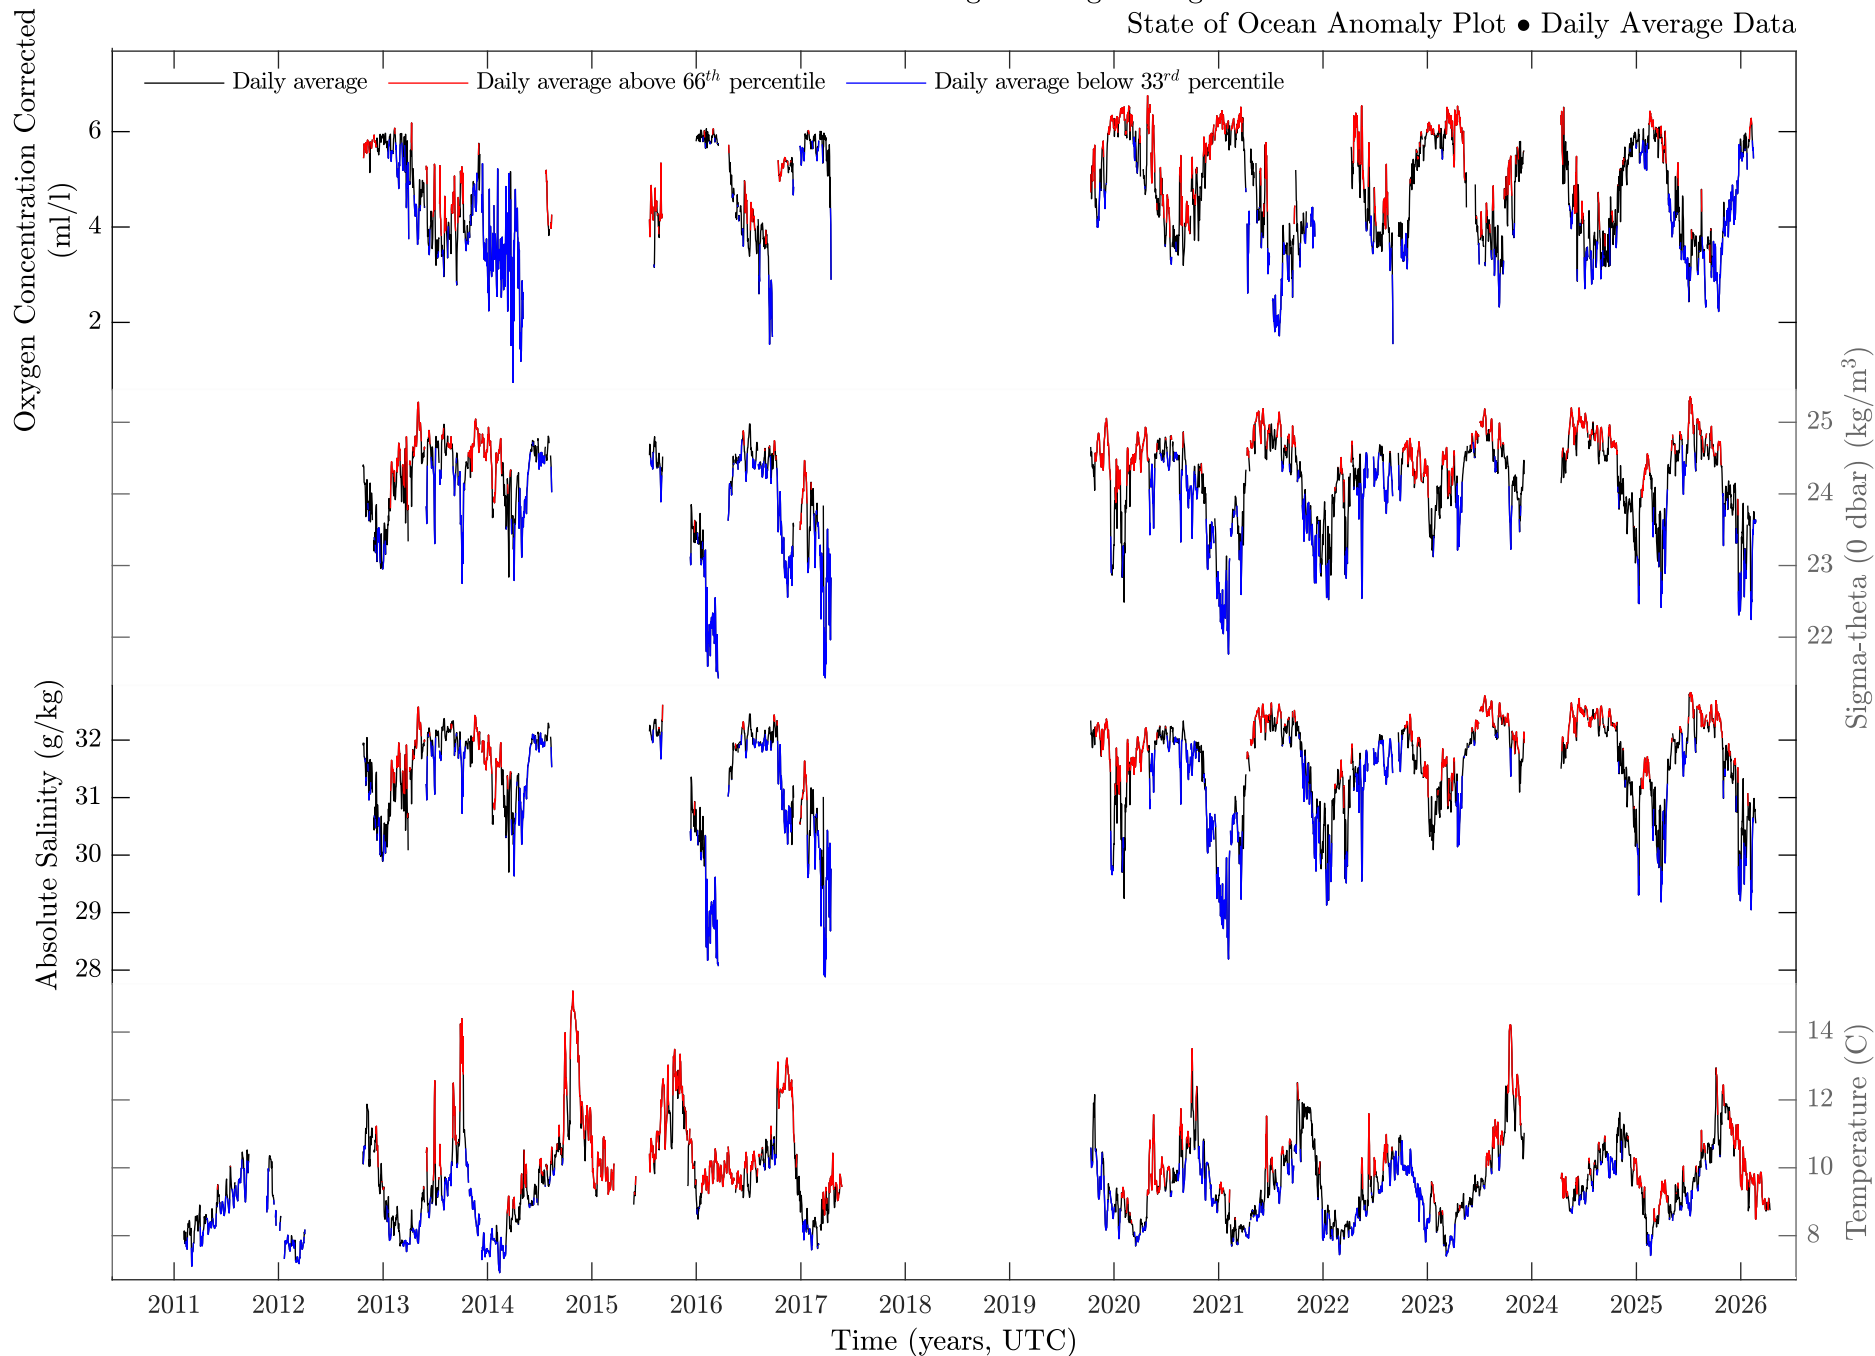 State of Ocean Anomaly Plot • Daily Average Data
Daily average
Daily average above 66th percentile
Daily average below 33rd percentile
Oxygen Concentration Corrected
(ml/l)
6
4
2
Sigma-theta (0 dbar) (kg/m3)
25
24
23
22
Absolute Salinity (g/kg)
32
31
30
29
28
Temperature (C)
14
12
10
8
2011 2012 2013 2014 2015 2016 2017 2018 2019 2020 2021 2022 2023 2024 2025 2026
Time (years, UTC)